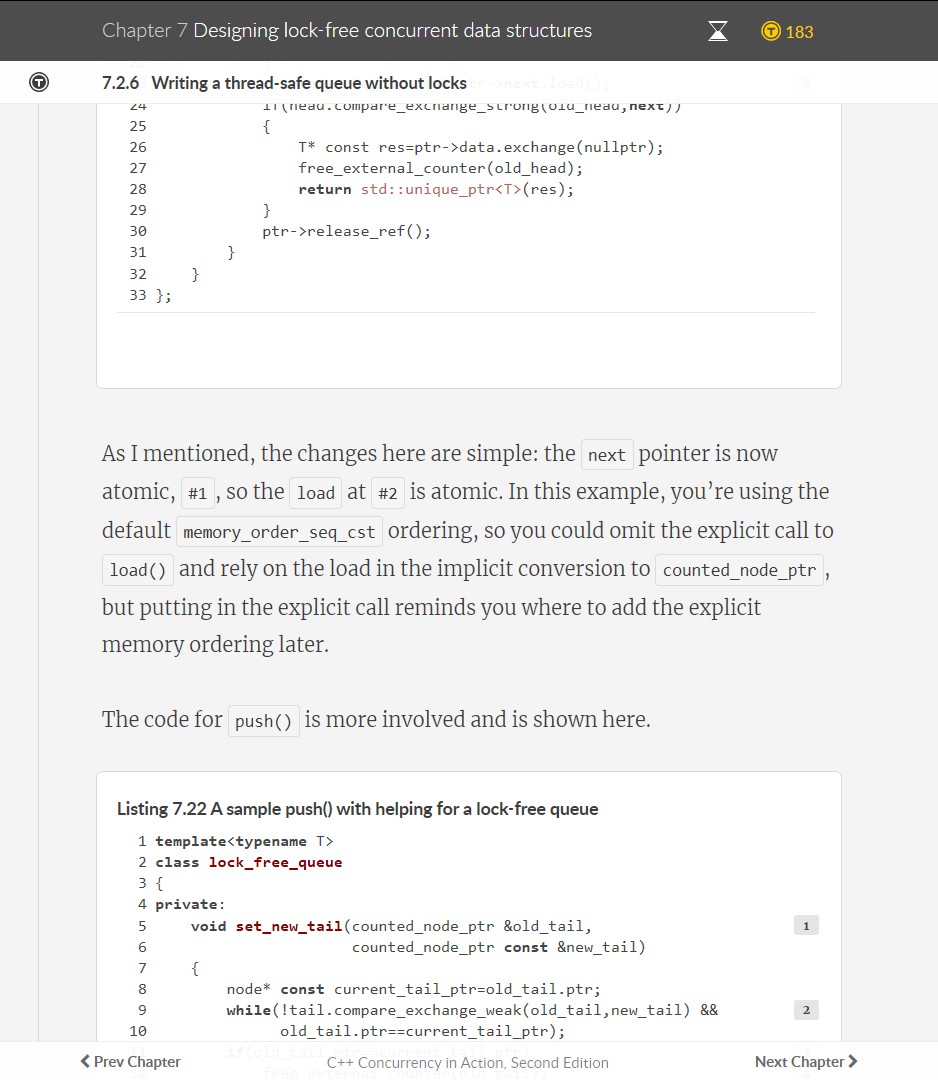 Chapter 7 Designing lock-free concurrent data structures
183
7.2.6 Writing a thread-safe queue without locks
24 if(head.compare_exchange_strong(old_head,next))
25 {
26 T* const res=ptr->data.exchange(nullptr);
27 free_external_counter(old_head);
28 return std::unique_ptr<T>(res);
29 }
30 ptr->release_ref();
31 }
32 }
33 };
As I mentioned, the changes here are simple: the next pointer is now
atomic, #1 , so the load at #2 is atomic. In this example, you’re using the
default memory_order_seq_cst ordering, so you could omit the explicit call to
load() and rely on the load in the implicit conversion to counted_node_ptr ,
but putting in the explicit call reminds you where to add the explicit
memory ordering later.
The code for push() is more involved and is shown here.
Listing 7.22 A sample push() with helping for a lock-free queue
1 template<typename T>
2 class lock_free_queue
3 {
4 private:
5 void set_new_tail(counted_node_ptr &old_tail, 1
6 counted_node_ptr const &new_tail)
7 {
8 node* const current_tail_ptr=old_tail.ptr;
9 while(!tail.compare_exchange_weak(old_tail,new_tail) && 2
10 old_tail.ptr==current_tail_ptr);
Prev Chapter
C++ Concurrency in Action, Second Edition
Next Chapter